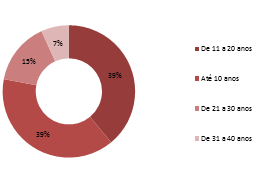 7%
15%
39%
39%
De 11 a 20 anos
Até 10 anos
De 21 a 30 anos
De 31 a 40 anos